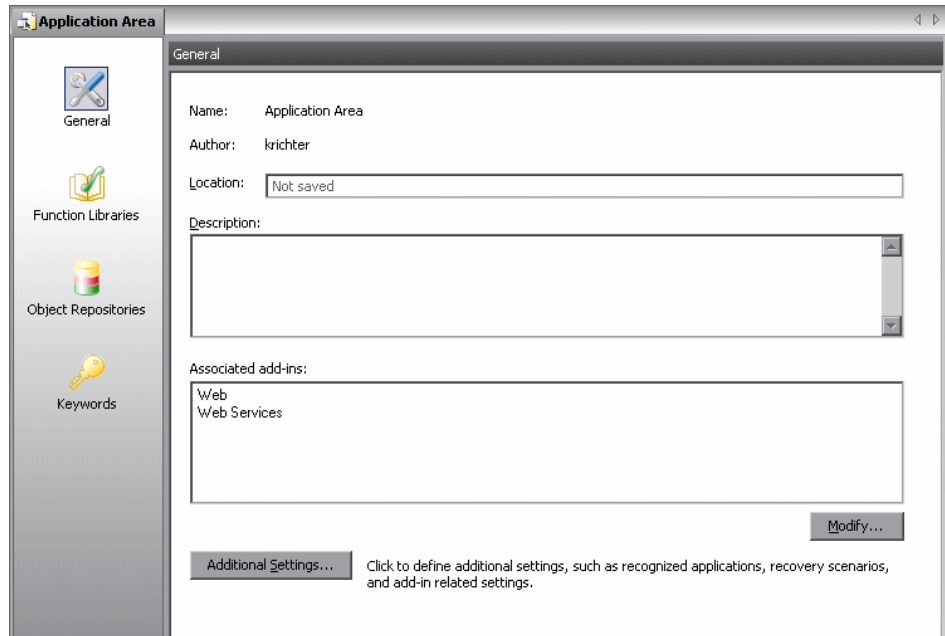 Application Area
General
General
Function Libraries
Object Repositories
Keywords
Name: Application Area
Author: krichter
Location: Not saved
Description:
Associated add-ins:
Web
Web Services
Modify...
Additional Settings...
Click to define additional settings, such as recognized applications, recovery scenarios,
and add-in related settings.